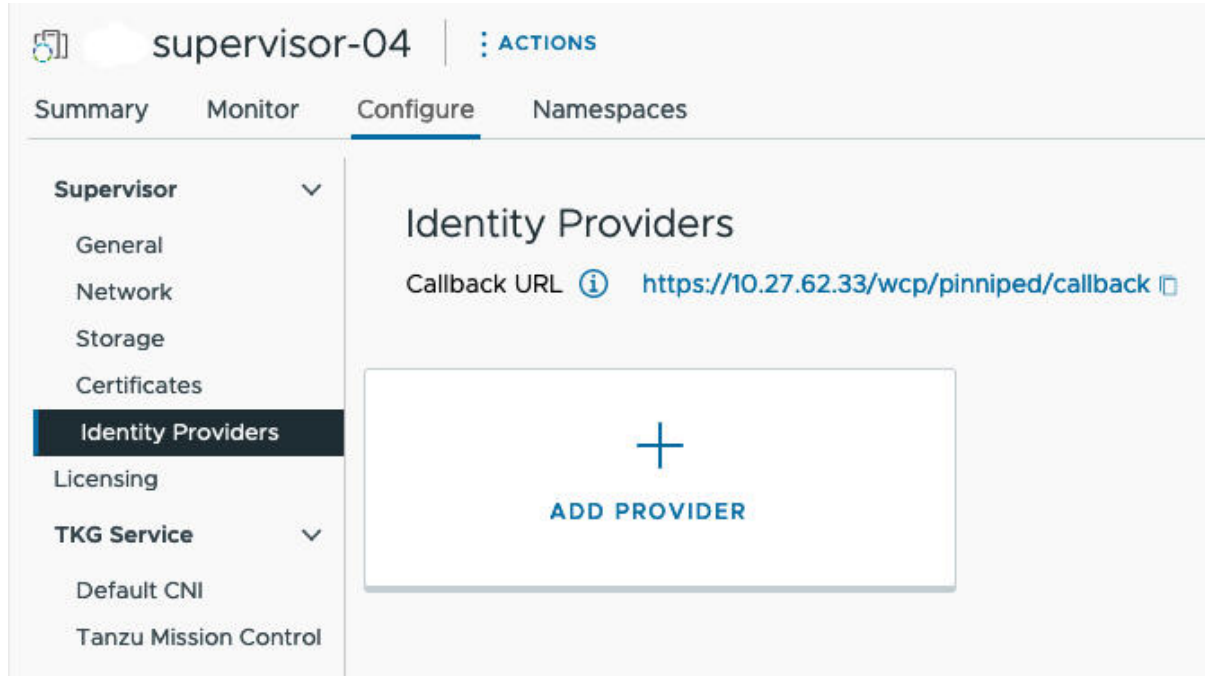 supervisor-04 ACTIONS
Summary Monitor Configure Namespaces
Supervisor
General
Network
Storage
Certificates
Identity Providers
Licensing
TKG Service
Default CNI
Tanzu Mission Control
Identity Providers
Callback URL https://10.27.62.33/wcp/pinniped/callback
ADD PROVIDER